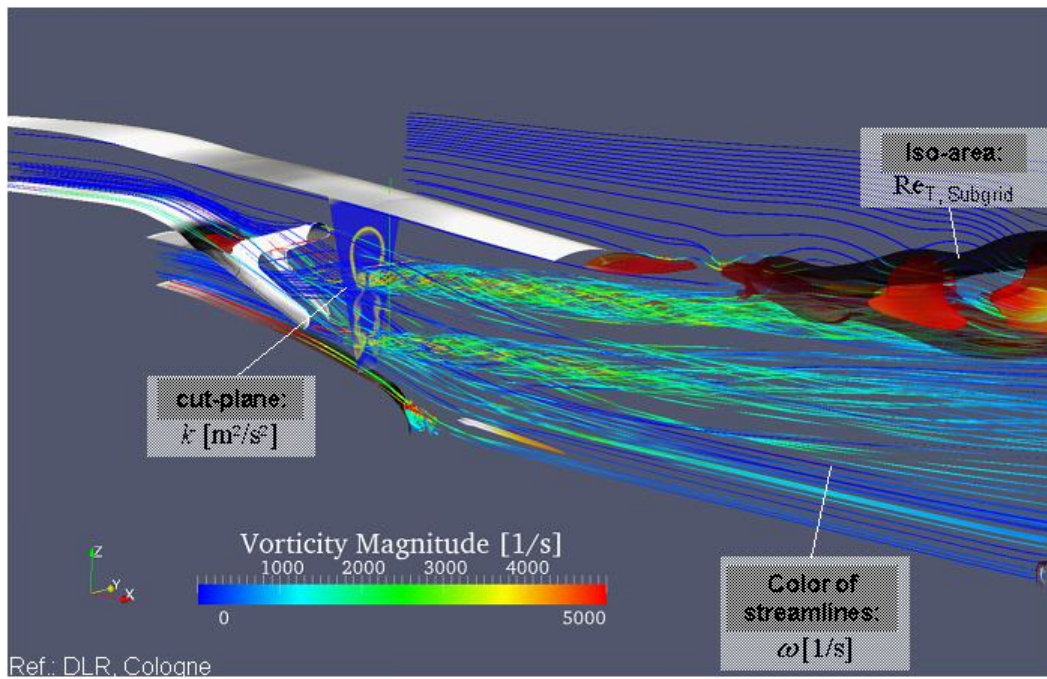 Iso-area:
Re_T, Subgrid
cut-plane:
k [m²/s²]
Vorticity Magnitude [1/s]
1000 2000 3000 4000
0 5000
Z
Y
X
Color of
streamlines:
ω[1/s]
Ref.: DLR, Cologne